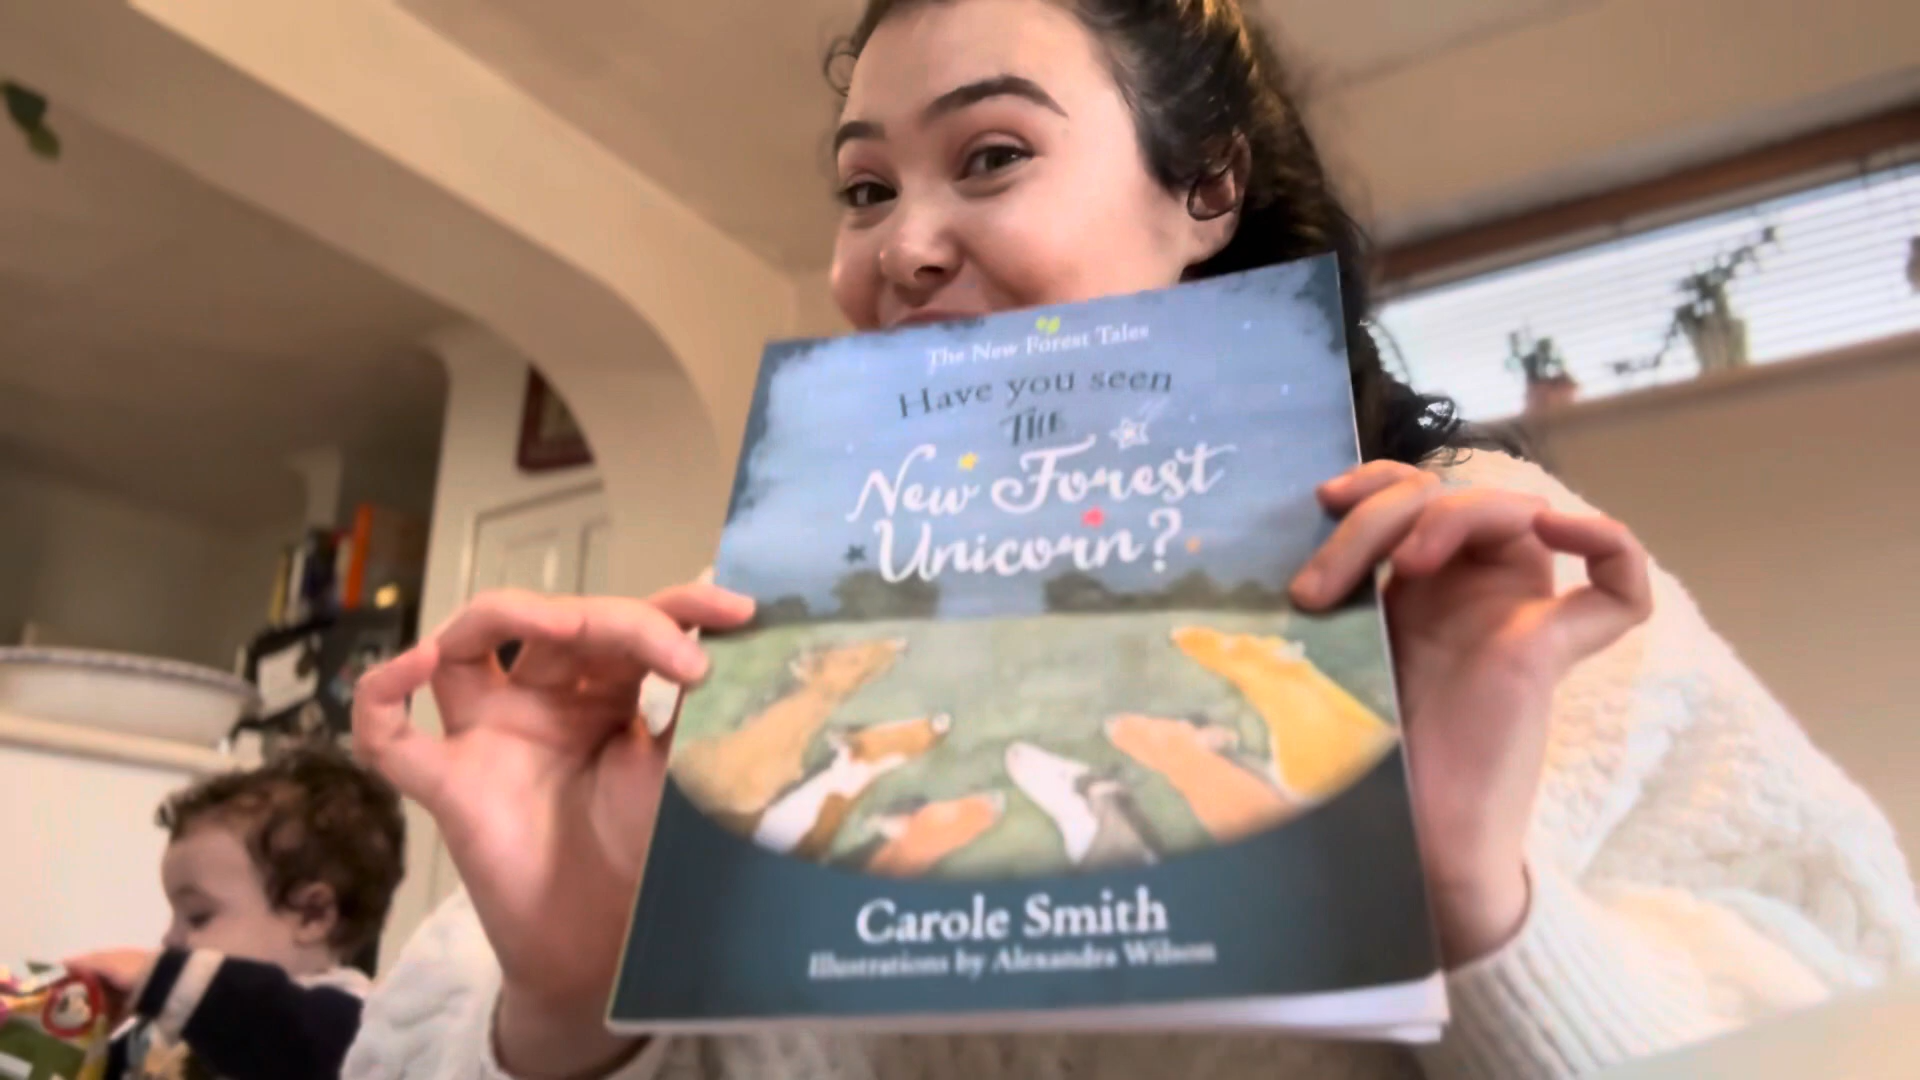 The New Forest Tales
Have you seen
The
New Forest
Unicorn?
Carole Smith
Illustrations by Alexandra Wilson